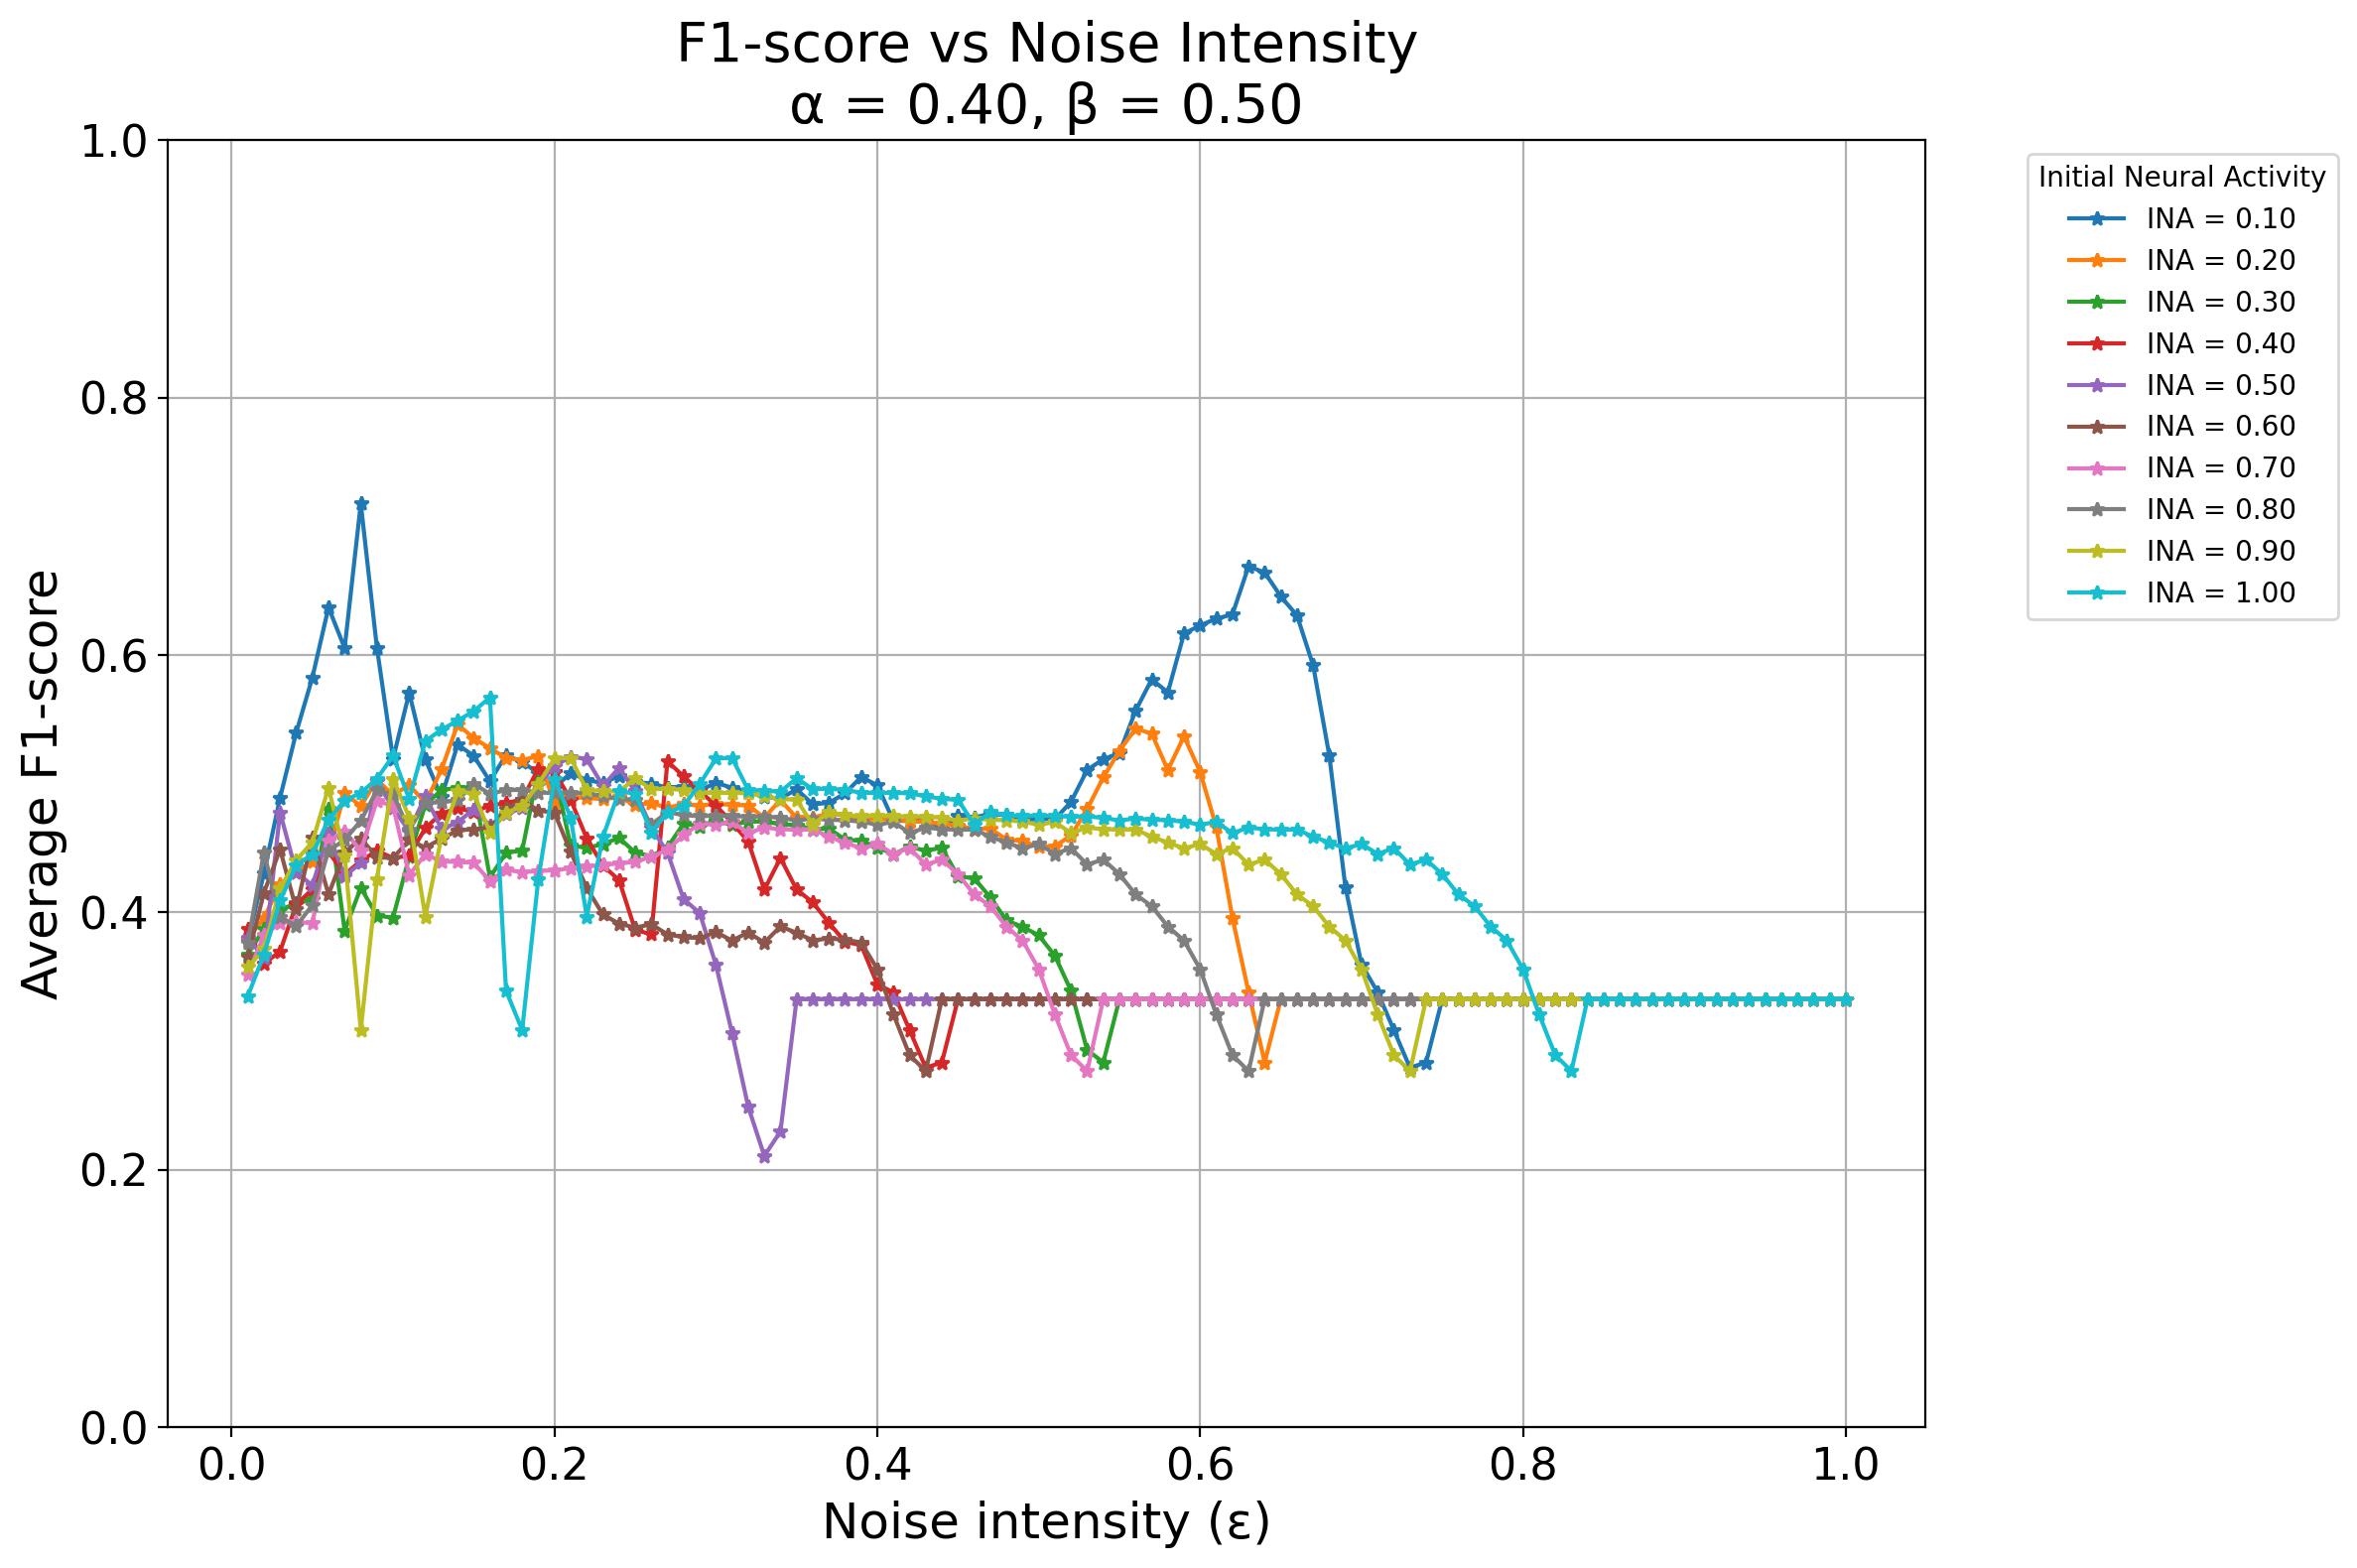 F1-score vs Noise Intensity
α = 0.40, β = 0.50
1.0
0.8
0.6
0.4
0.2
0.0
Average F1-score
0.0
0.2
0.4
0.6
0.8
1.0
Noise intensity (ε)
Initial Neural Activity
INA = 0.10
INA = 0.20
INA = 0.30
INA = 0.40
INA = 0.50
INA = 0.60
INA = 0.70
INA = 0.80
INA = 0.90
INA = 1.00